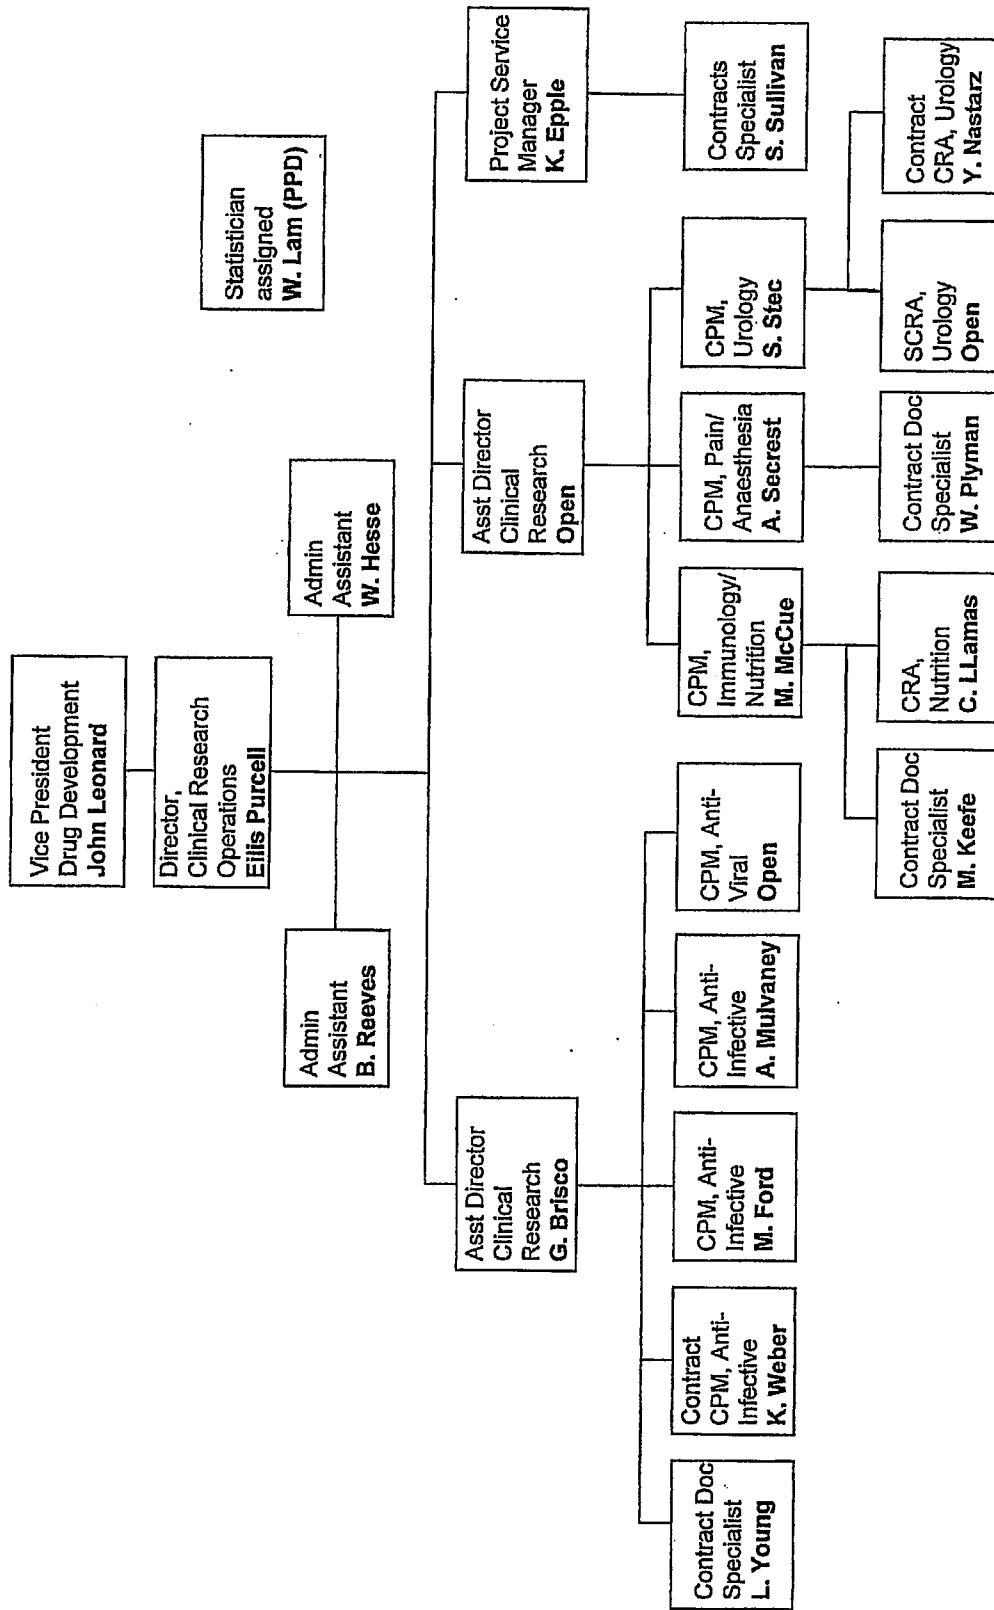 Vice President
Drug Development
John Leonard
Director,
Clinical Research
Operations
Eilis Purcell
Admin
Assistant
B. Reeves
Admin
Assistant
W. Hesse
Statistician
assigned
W. Lam (PPD)
Asst Director
Clinical
Research
G. Brisco
Asst Director
Clinical
Research
Open
Project Service
Manager
K. Epple
Contract Doc
Specialist
L. Young
Contract
CPM, Anti-
Infective
K. Weber
CPM, Anti-
Infective
M. Ford
CPM, Anti-
Infective
A. Mulvaney
CPM, Anti-
Viral
Open
CPM,
Immunology/
Nutrition
M. McCue
CPM, Pain/
Anaesthesia
A. Secrest
CPM,
Urology
S. Stec
Contracts
Specialist
S. Sullivan
Contract Doc
Specialist
M. Keefe
CRA,
Nutrition
C. LLamas
Contract Doc
Specialist
W. Plyman
SCRA,
Urology
Open
Contract
CRA, Urology
Y. Nastarz